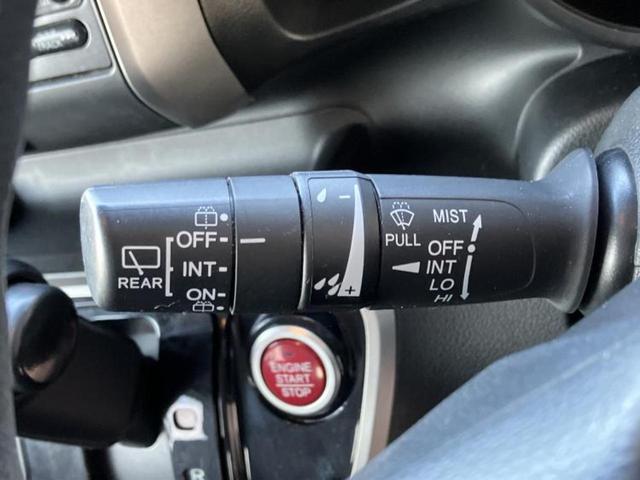 OFF
INT
ON
REAR
−
+
PULL
MIST
OFF
INT
LO
HI
ENGINE
START
STOP
R